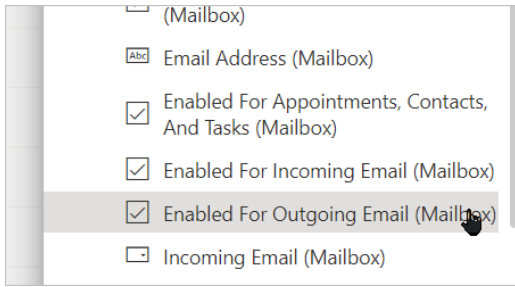 (Mailbox)
Abc Email Address (Mailbox)
Enabled For Appointments, Contacts,
And Tasks (Mailbox)
Enabled For Incoming Email (Mailbox)
Enabled For Outgoing Email (Mailbox)
Incoming Email (Mailbox)